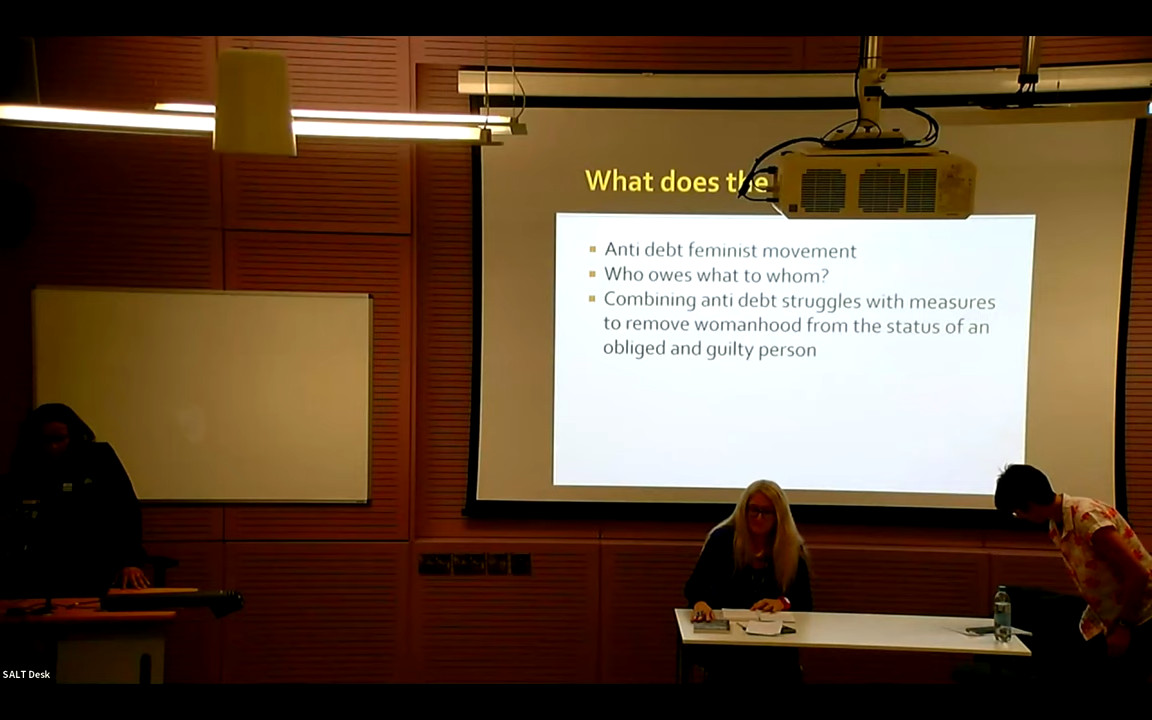 What does the
Anti debt feminist movement
Who owes what to whom?
Combining anti debt struggles with measures
to remove womanhood from the status of an
obliged and guilty person
SALT Desk